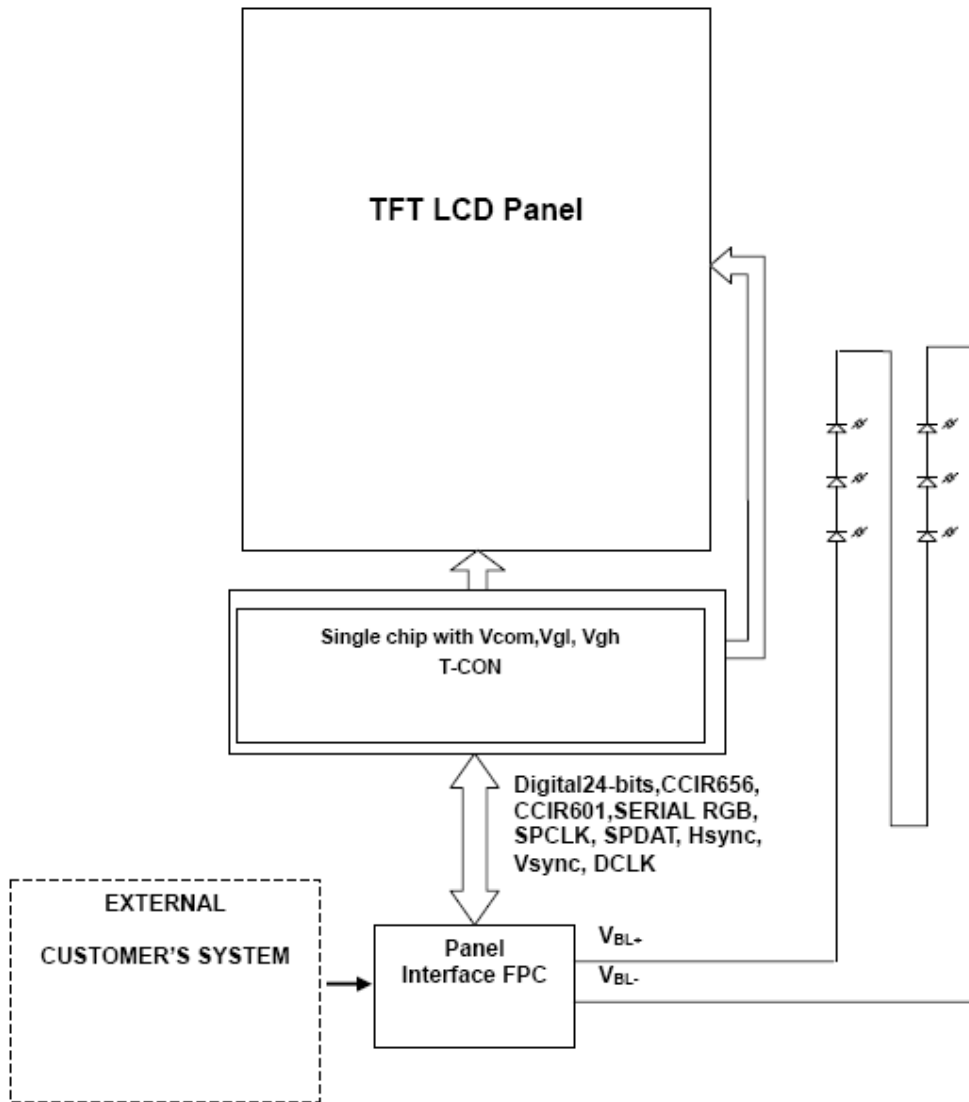 TFT LCD Panel
Single chip with Vcom,Vgl, Vgh
T-CON
Digital24-bits,CCIR656,
CCIR601,SERIAL RGB,
SPCLK, SPDAT, Hsync,
Vsync, DCLK
EXTERNAL
CUSTOMER'S SYSTEM
Panel
Interface FPC
VBL+
VBL-